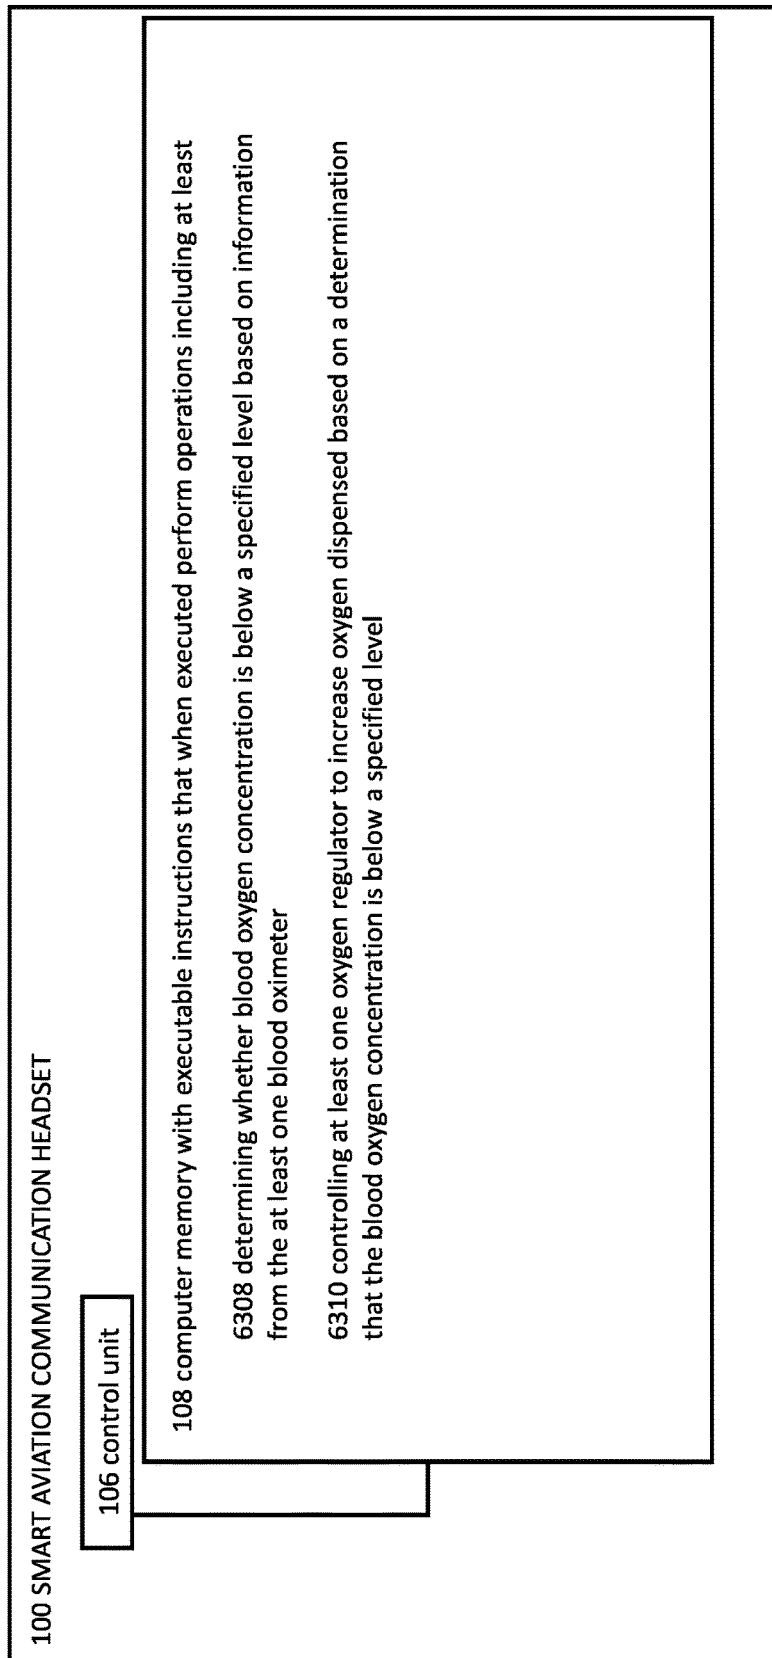 100 SMART AVIATION COMMUNICATION HEADSET
106 control unit
108 computer memory with executable instructions that when executed perform operations including at least
6308 determining whether blood oxygen concentration is below a specified level based on information
from the at least one blood oximeter
6310 controlling at least one oxygen regulator to increase oxygen dispensed based on a determination
that the blood oxygen concentration is below a specified level